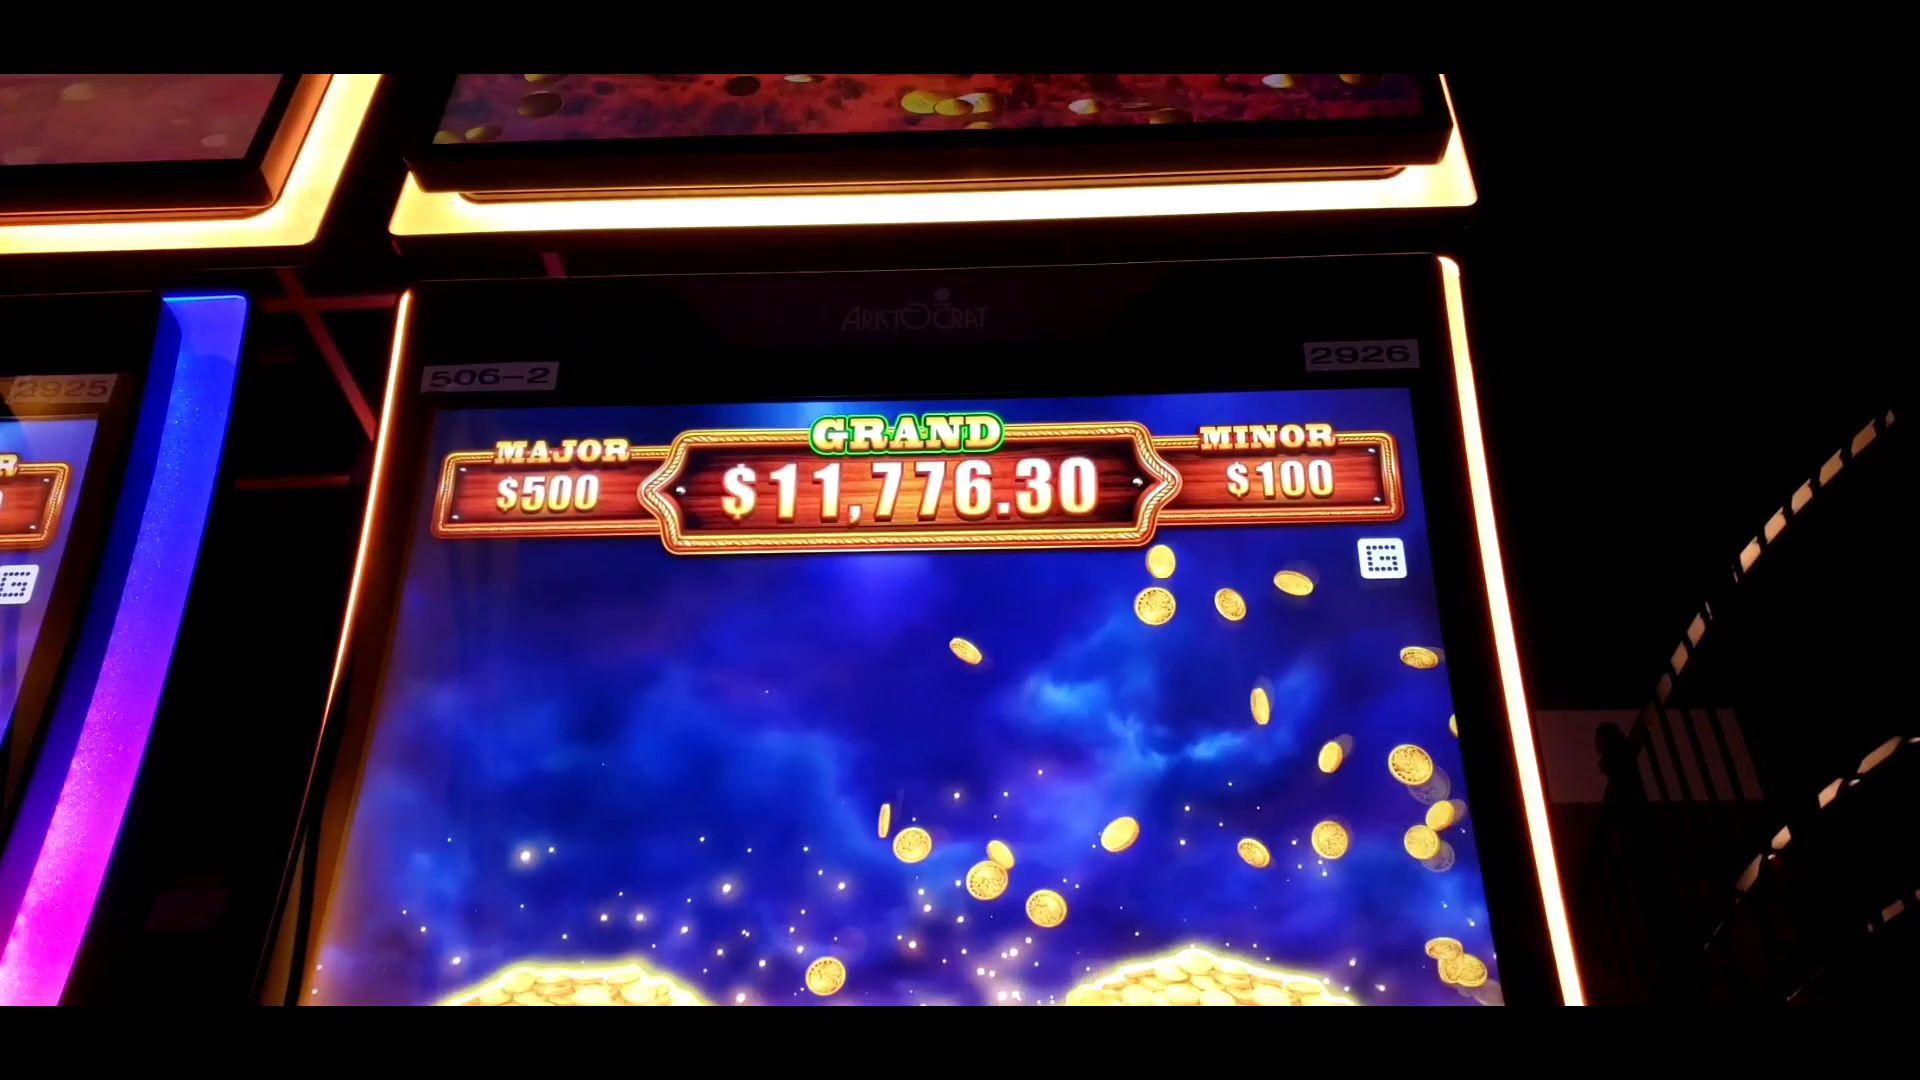 ARISTOCRAT
506-2
2926
2925
MAJOR
$500
GRAND
$11,776.30
MINOR
$100
G
G